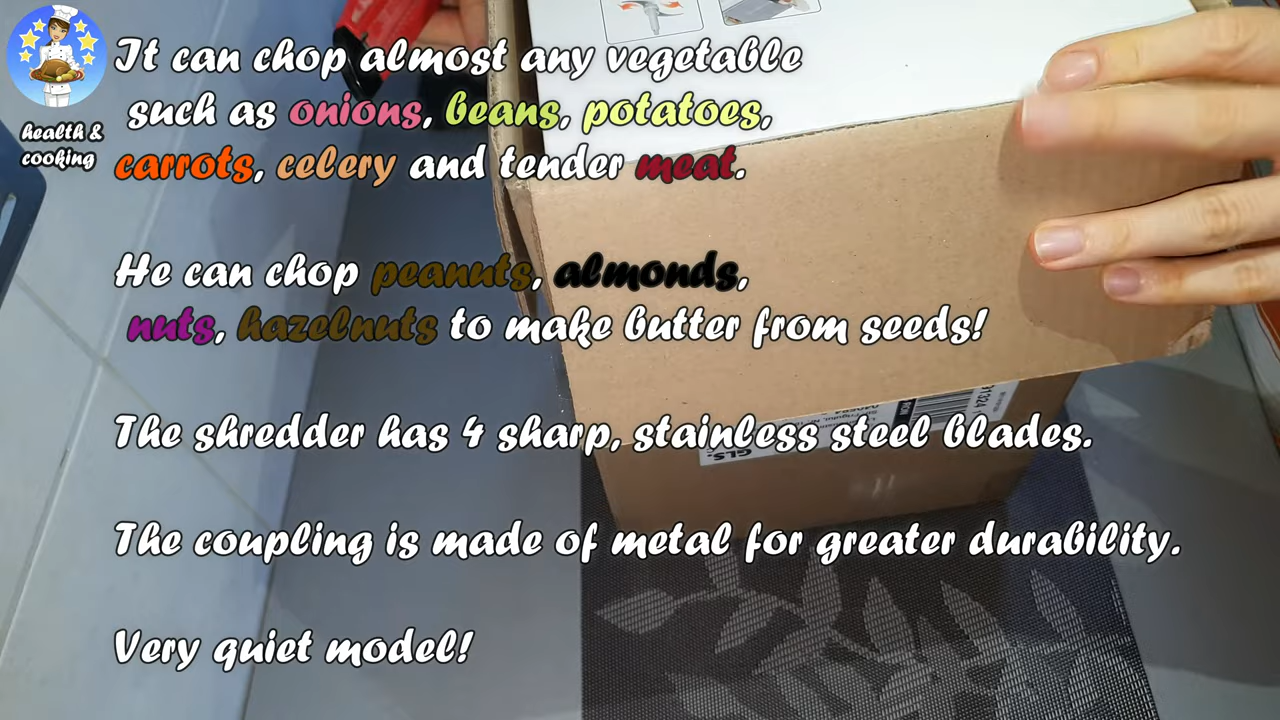 It can chop almost any vegetable
such as onions, beans, potatoes,
carrots, celery and tender meat.
health &
cooking
He can chop peanuts, almonds,
nuts, hazelnuts to make butter from seeds!
The shredder has 4 sharp, stainless steel blades.
The coupling is made of metal for greater durability.
Very quiet model!
GLS.